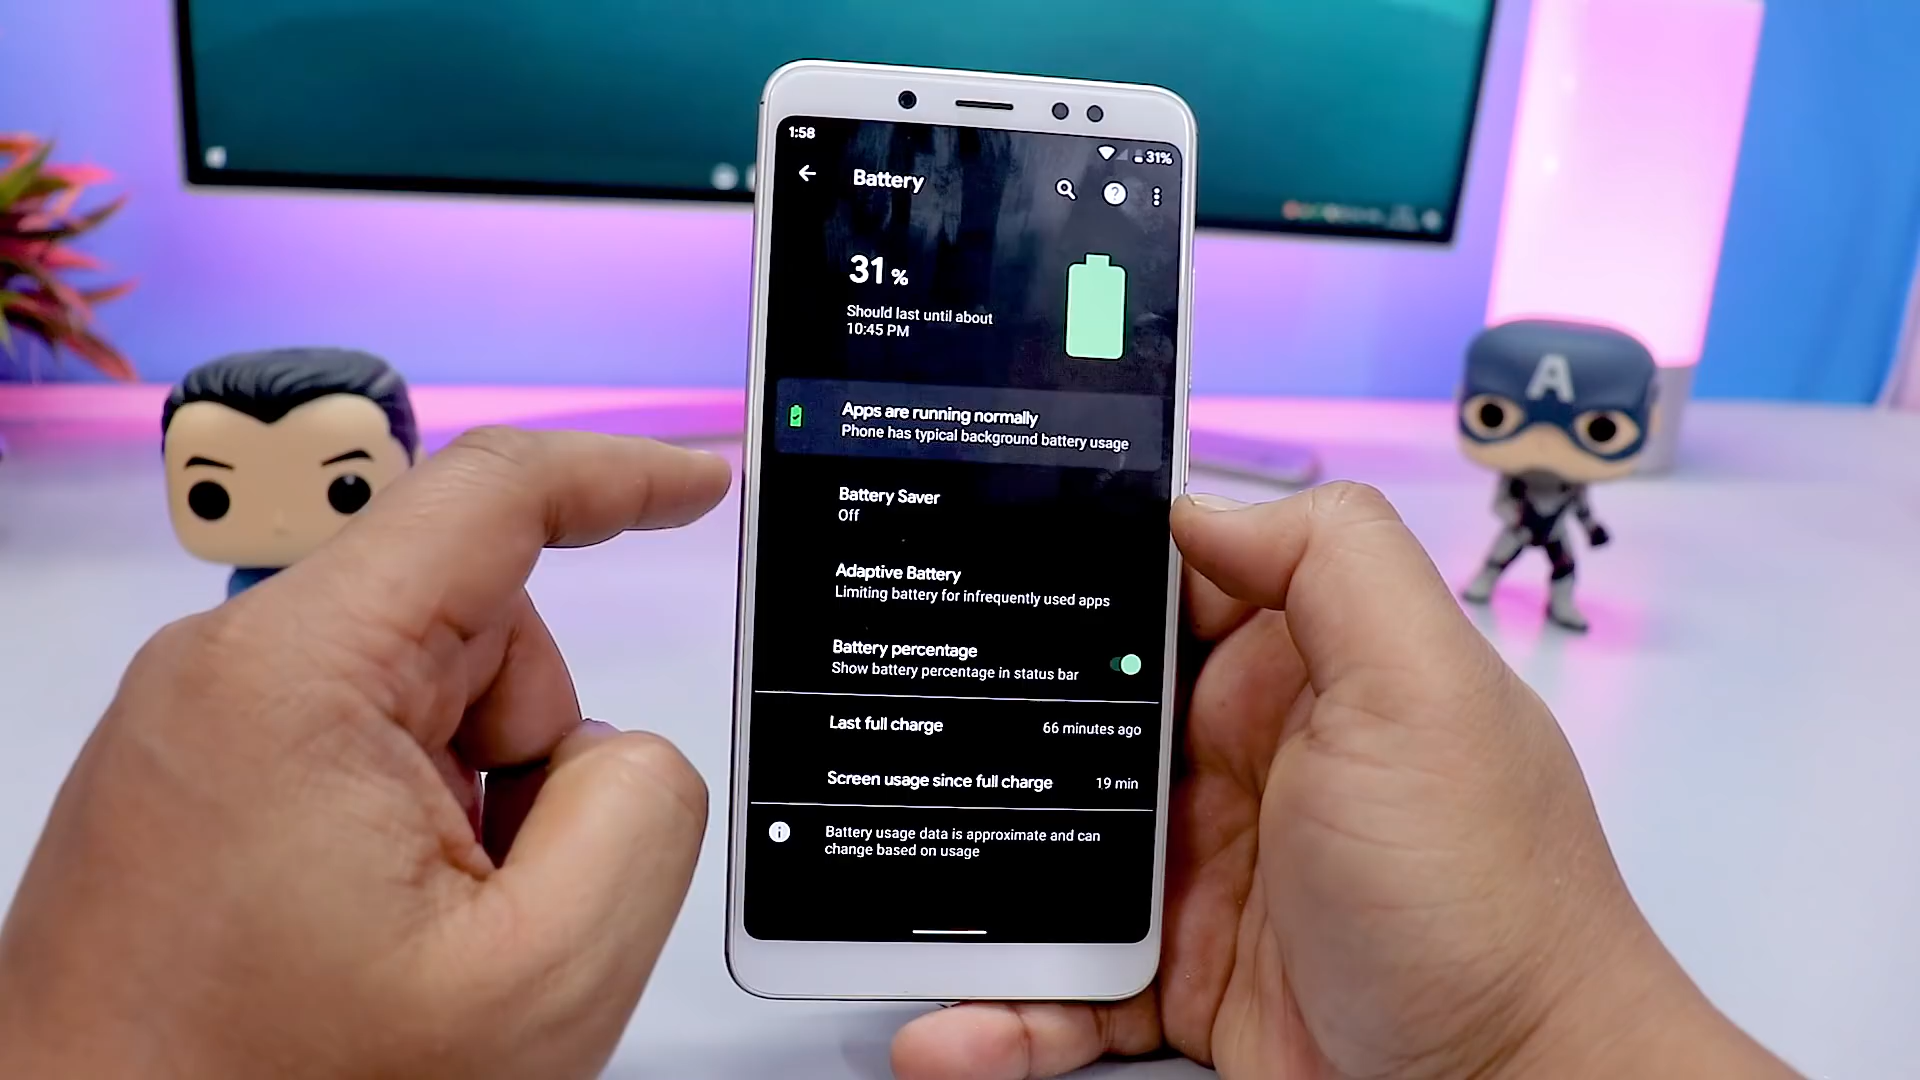 1:58
31%
Battery
31 %
Should last until about
10:45 PM
Apps are running normally
Phone has typical background battery usage
Battery Saver
Off
Adaptive Battery
Limiting battery for infrequently used apps
Battery percentage
Show battery percentage in status bar
Last full charge
66 minutes ago
Screen usage since full charge
19 min
Battery usage data is approximate and can
change based on usage
A